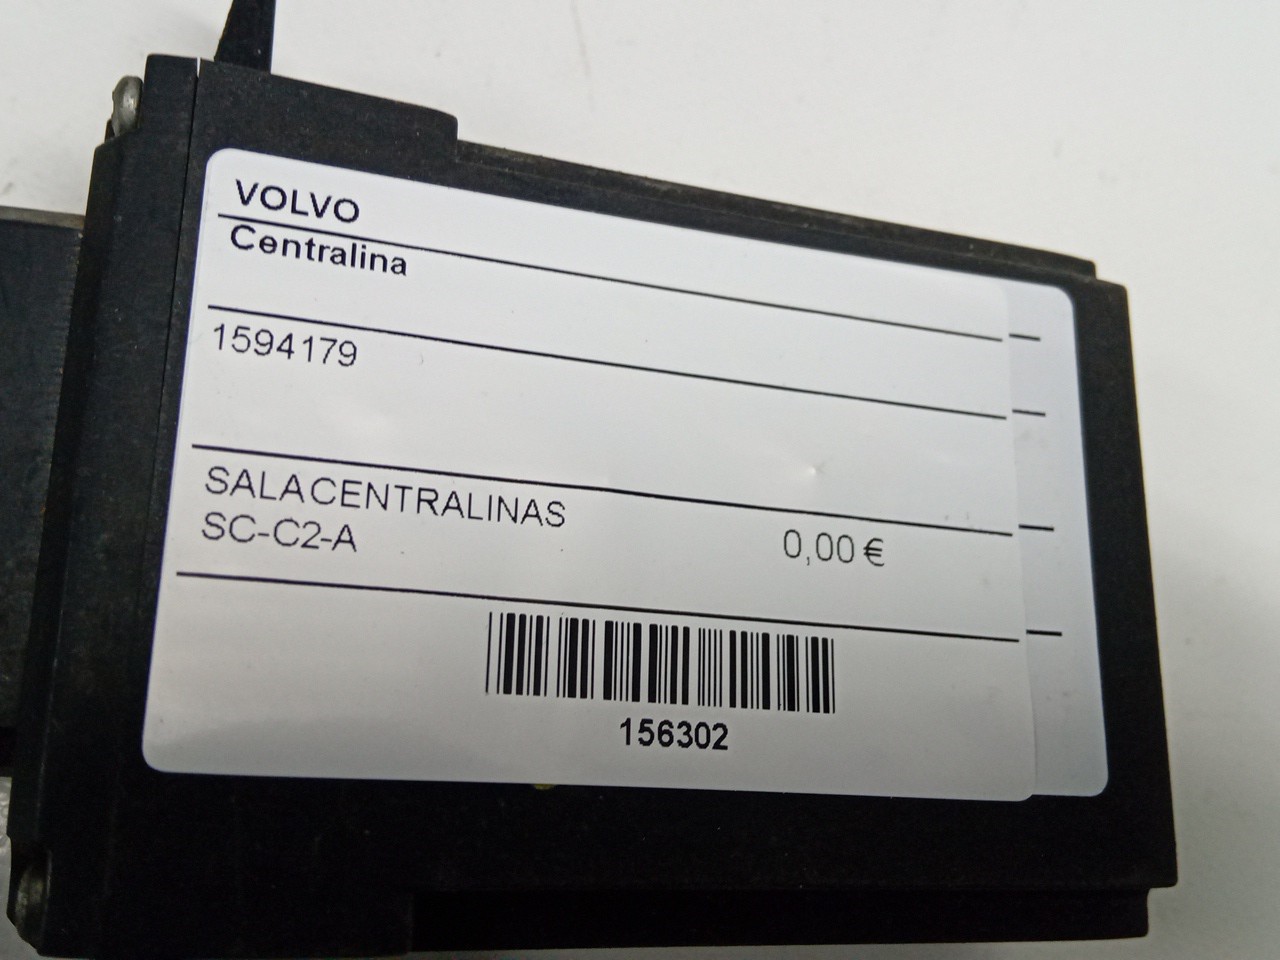 VOLVO
Centralina
1594179
SALACENTRALINAS
SC-C2-A
0,00 €
156302